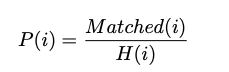 P(i) = Matched(i) / H(i)